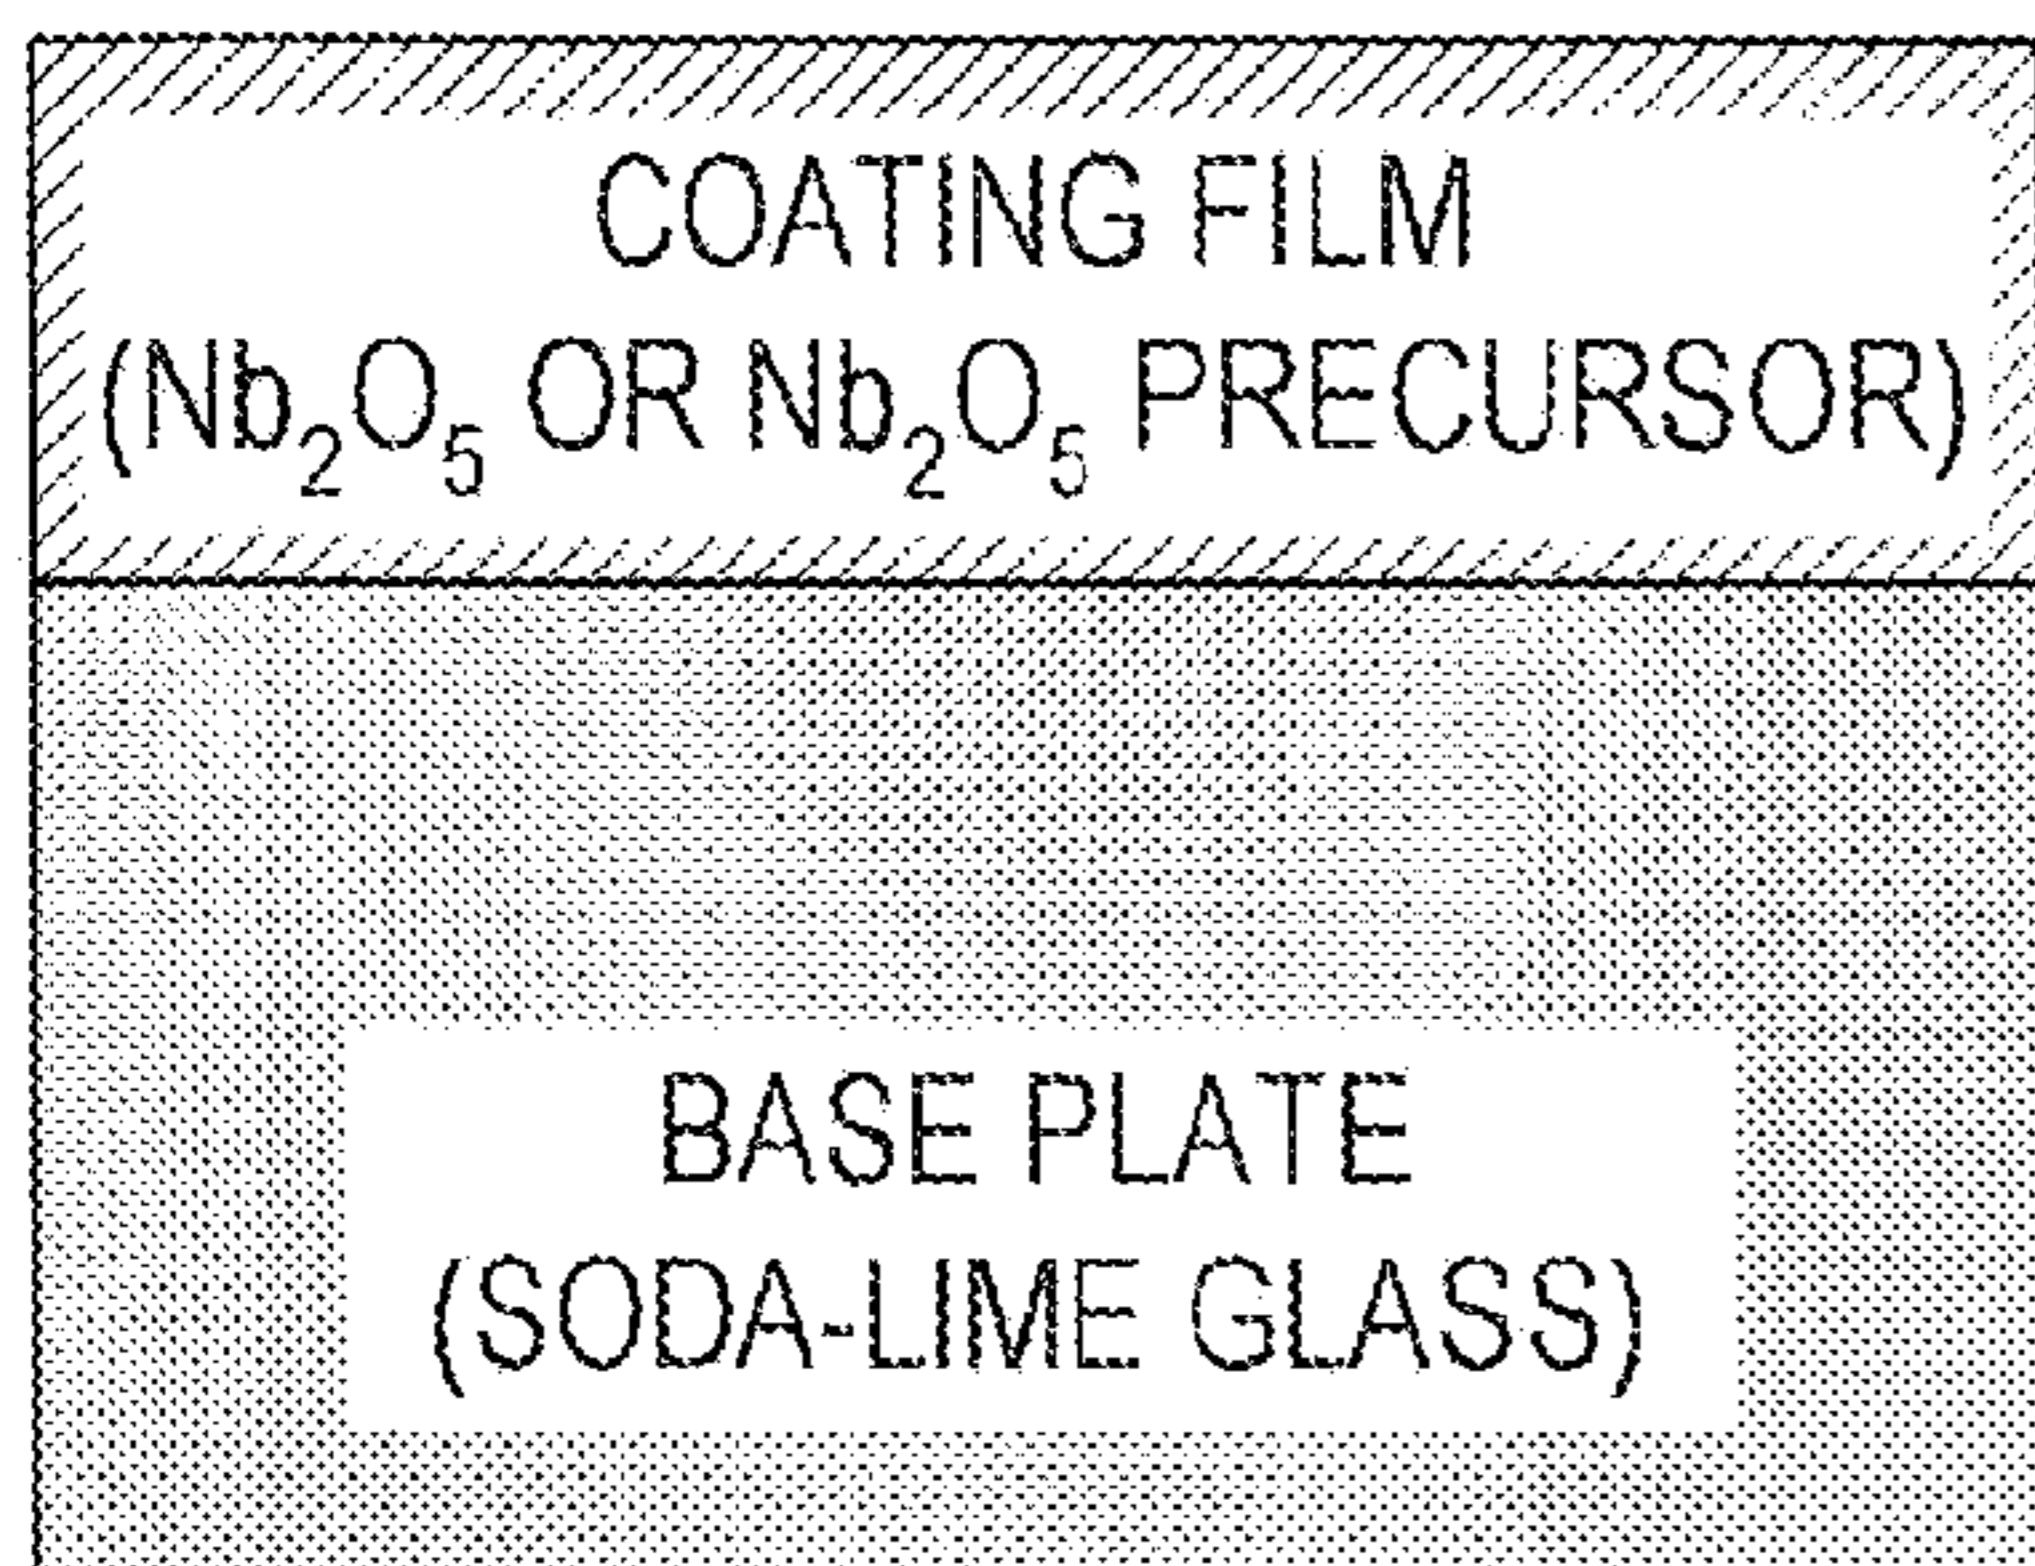 COATING FILM
(Nb₂O₅ OR Nb₂O₅ PRECURSOR)
BASE PLATE
(SODA-LIME GLASS)